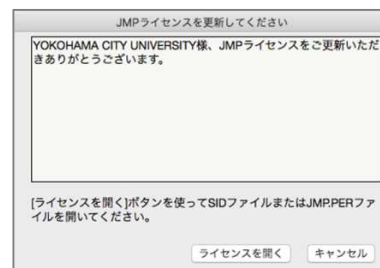 JMPライセンスを更新してください
YOKOHAMA CITY UNIVERSITY様、JMPライセンスをご更新いただ
きありがとうございます。
[ライセンスを開く]ボタンを使ってSIDファイルまたはJMP.PERファ
イルを開いてください。
ライセンスを開く
キャンセル